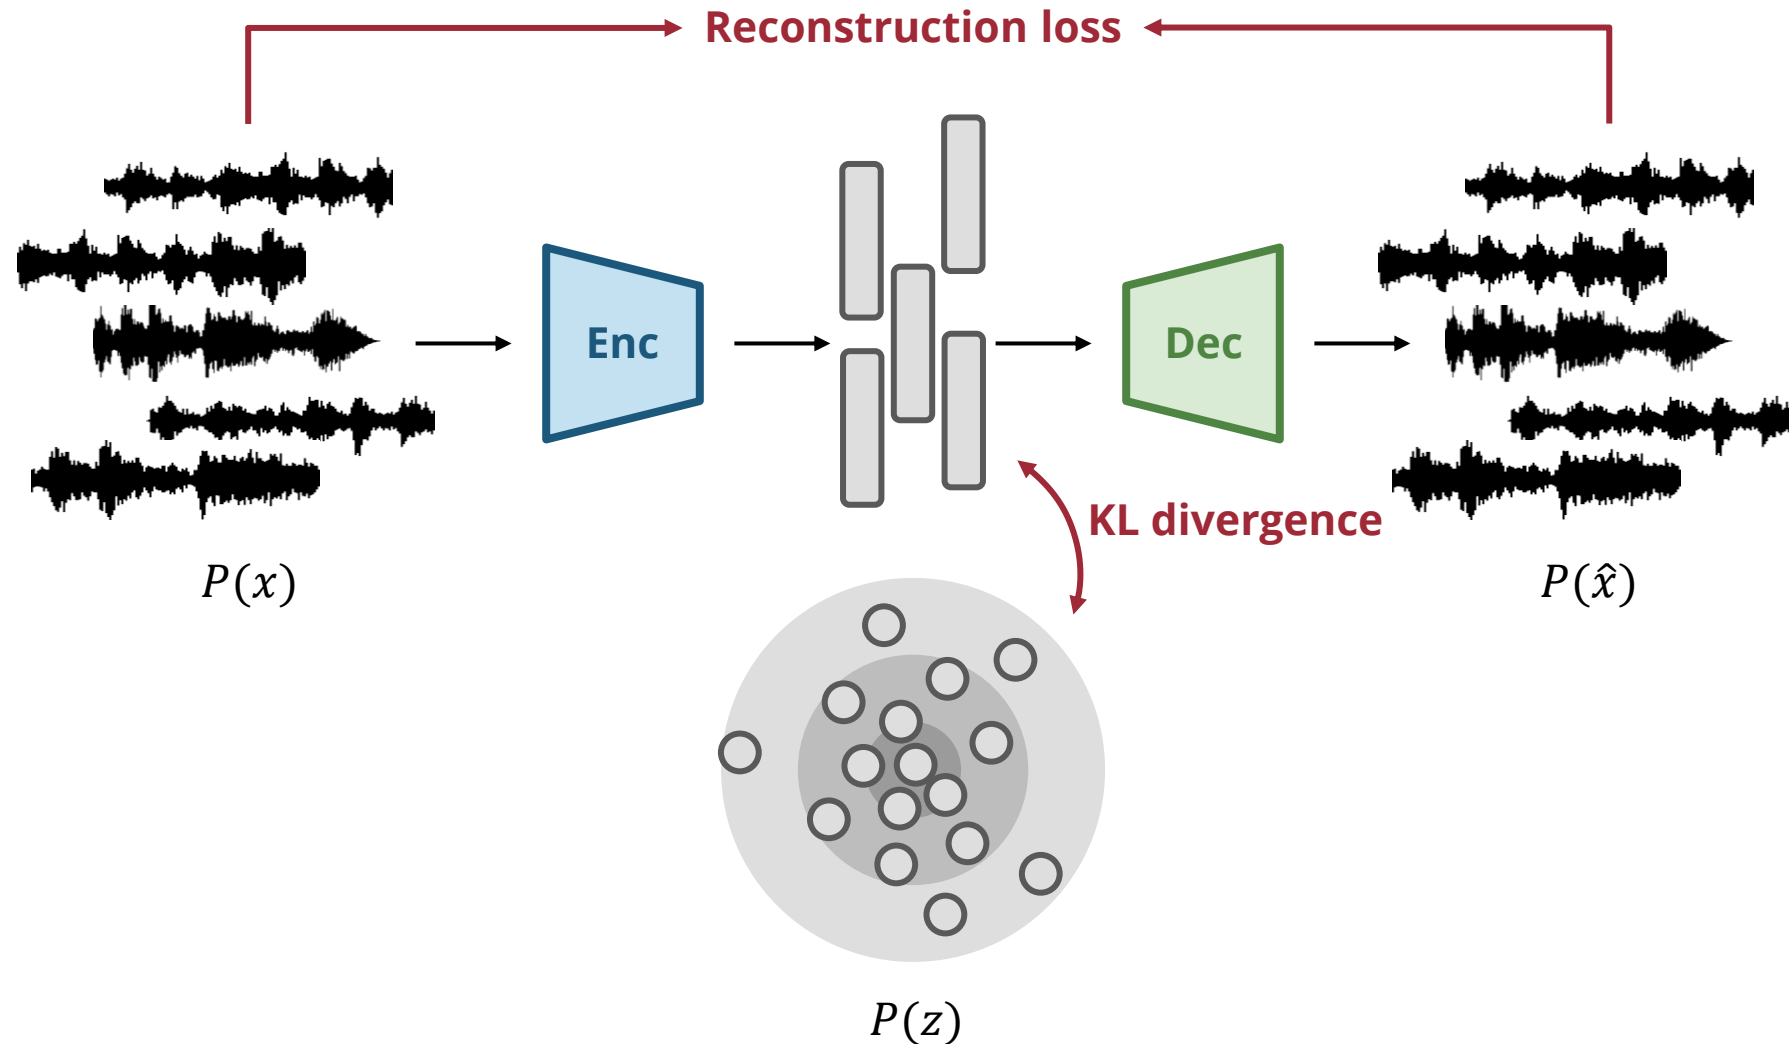 Reconstruction loss
Enc
Dec
KL divergence
P(x)
P(x̂)
P(z)